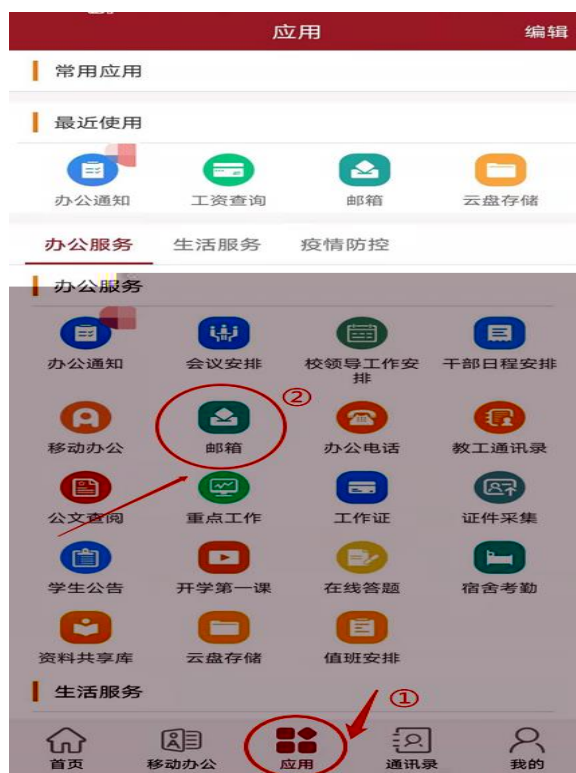 应用 编辑
常用应用
最近使用
办公通知 工资查询 邮箱 云盘存储
办公服务 生活服务 疫情防控
办公服务
办公通知 会议安排 校领导工作安排 干部日程安排
②
移动办公 邮箱 办公电话 教工通讯录
公文查阅 重点工作 工作证 证件采集
学生公告 开学第一课 在线答题 宿舍考勤
资料共享库 云盘存储 值班安排
生活服务
①
首页 移动办公 应用 通讯录 我的